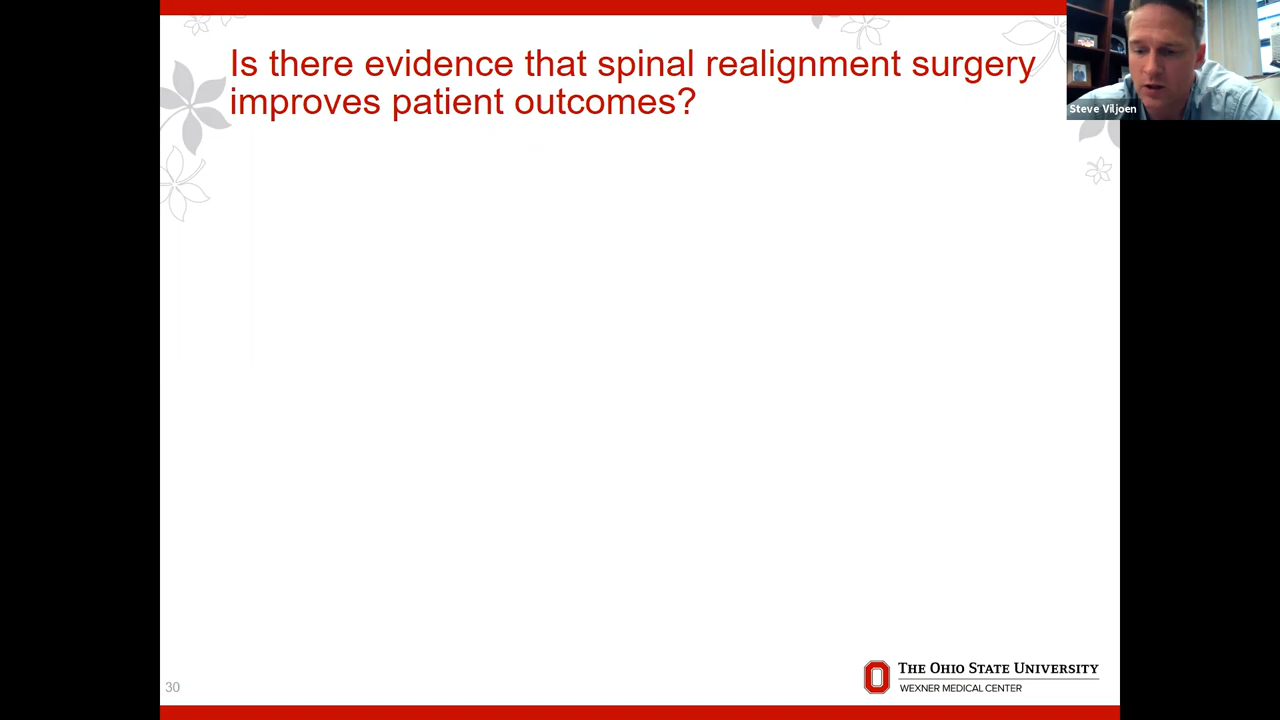 Is there evidence that spinal realignment surgery
improves patient outcomes?
Steve Viljoen
30
THE OHIO STATE UNIVERSITY
WEXNER MEDICAL CENTER